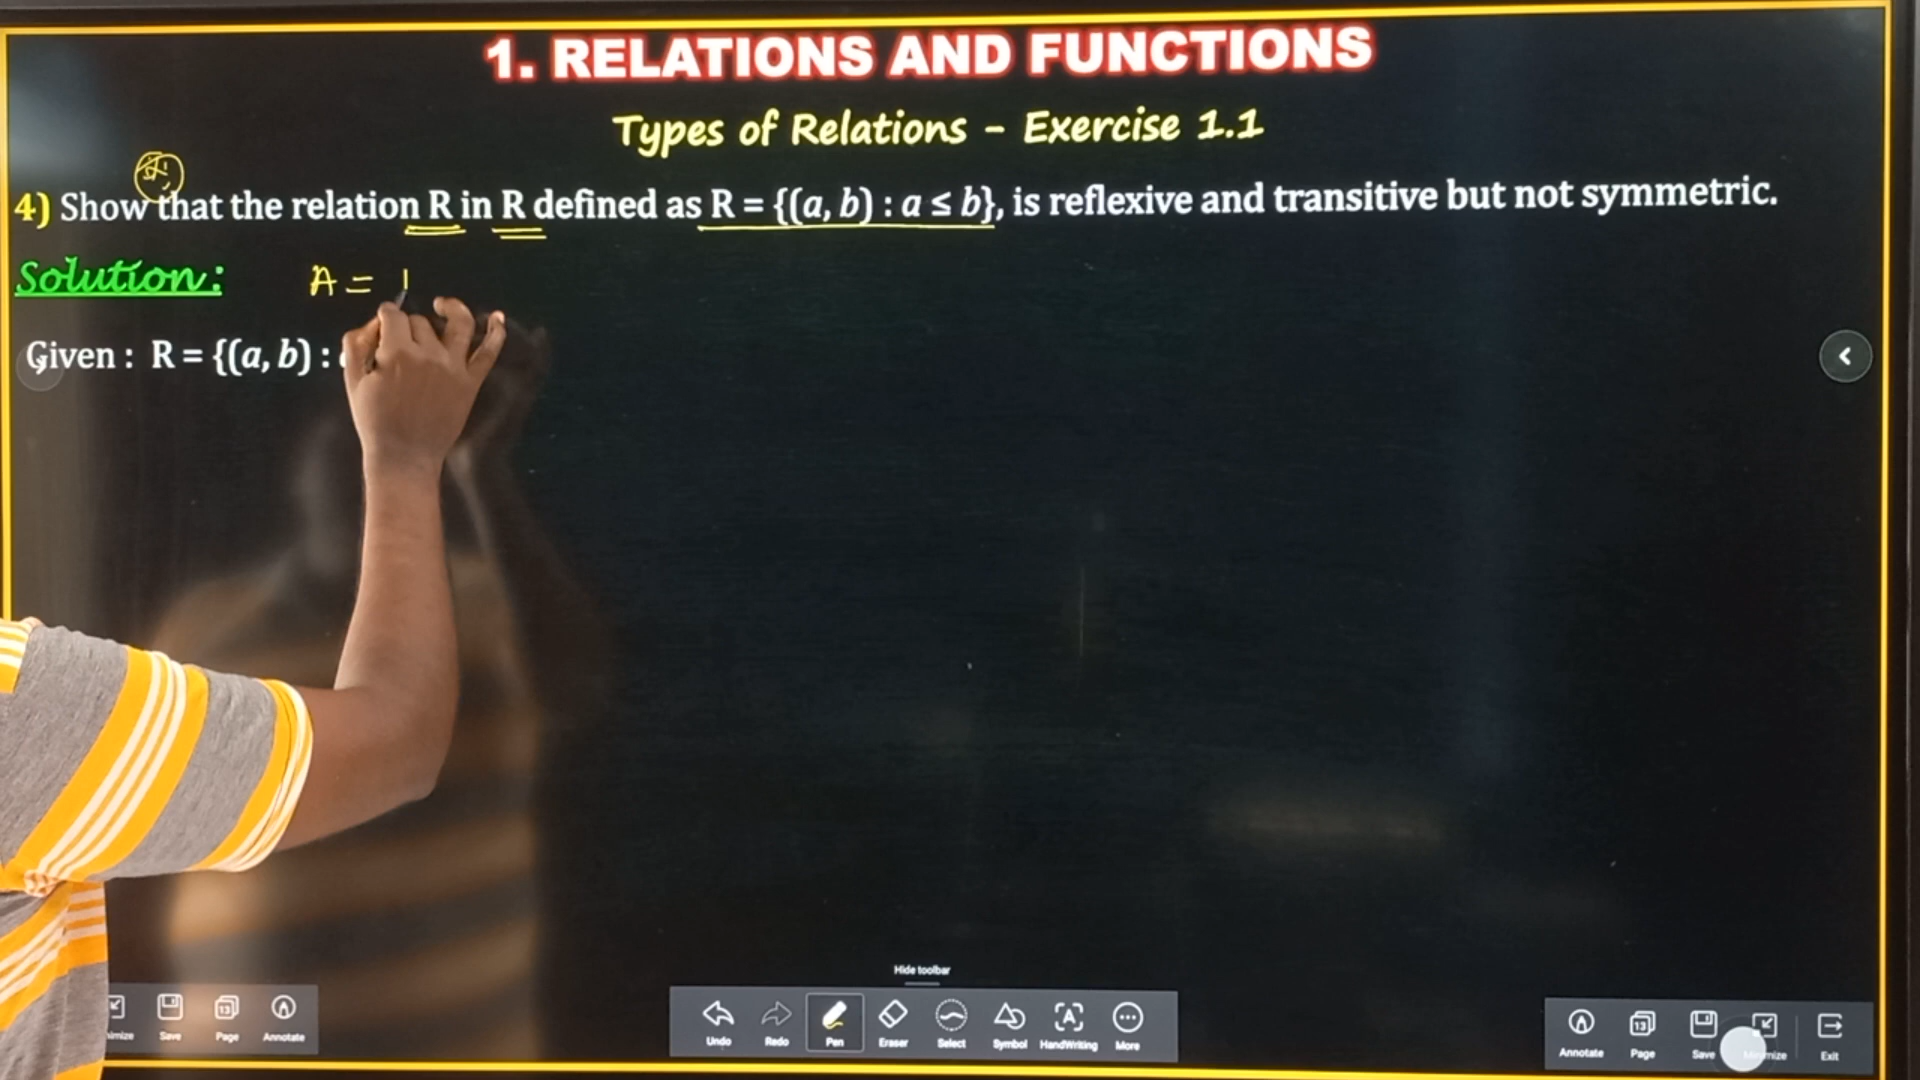 1. RELATIONS AND FUNCTIONS
Types of Relations - Exercise 1.1
4) Show that the relation R in R defined as R = {(a, b) : a ≤ b}, is reflexive and transitive but not symmetric.
Solution :
A =
Given : R = {(a, b) :
Hide toolbar
Save Page Annotate
Undo Redo Pen Eraser Select Symbol HandWriting More
Annotate Page Save Exit